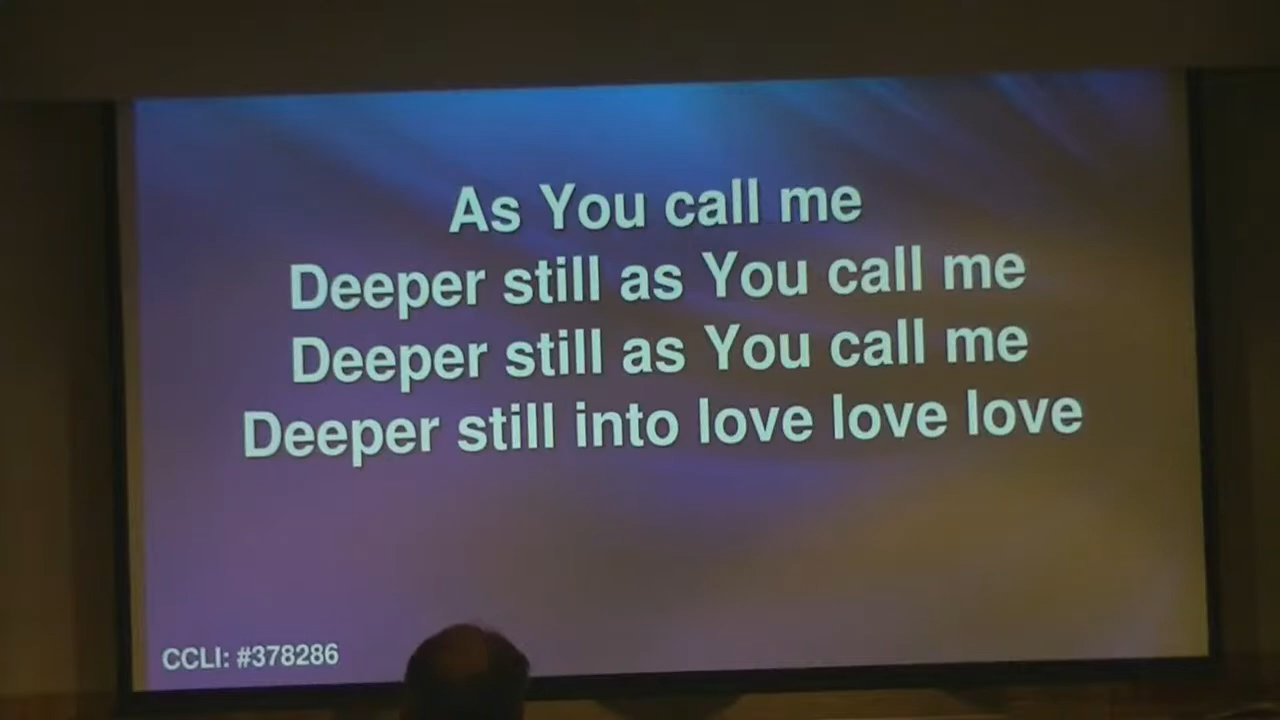 As You call me
Deeper still as You call me
Deeper still as You call me
Deeper still into love love love
CCLI: #378286